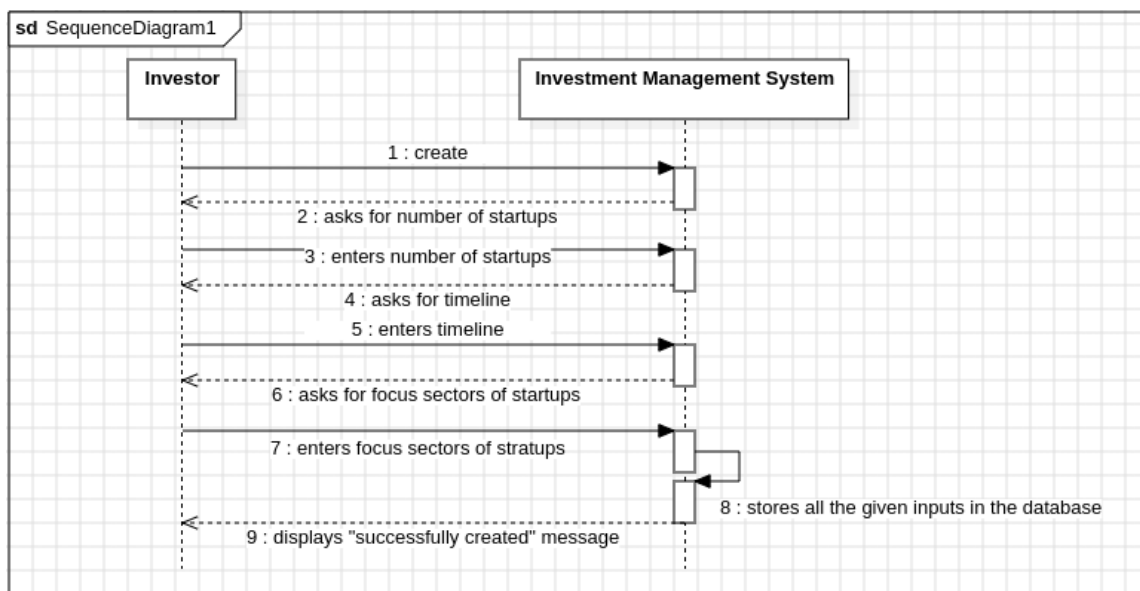 sd SequenceDiagram1
Investor
Investment Management System
1 : create
2 : asks for number of startups
3 : enters number of startups
4 : asks for timeline
5 : enters timeline
6 : asks for focus sectors of startups
7 : enters focus sectors of stratups
8 : stores all the given inputs in the database
9 : displays "successfully created" message